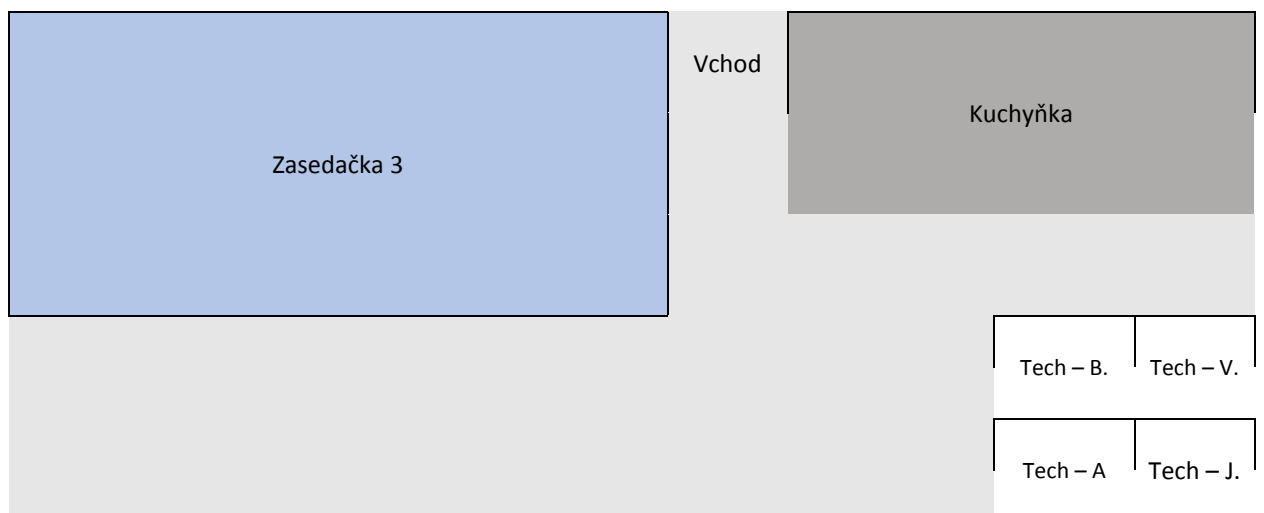 Vchod
Kuchyňka
Zasedačka 3
Tech – B.
Tech – V.
Tech – A
Tech – J.